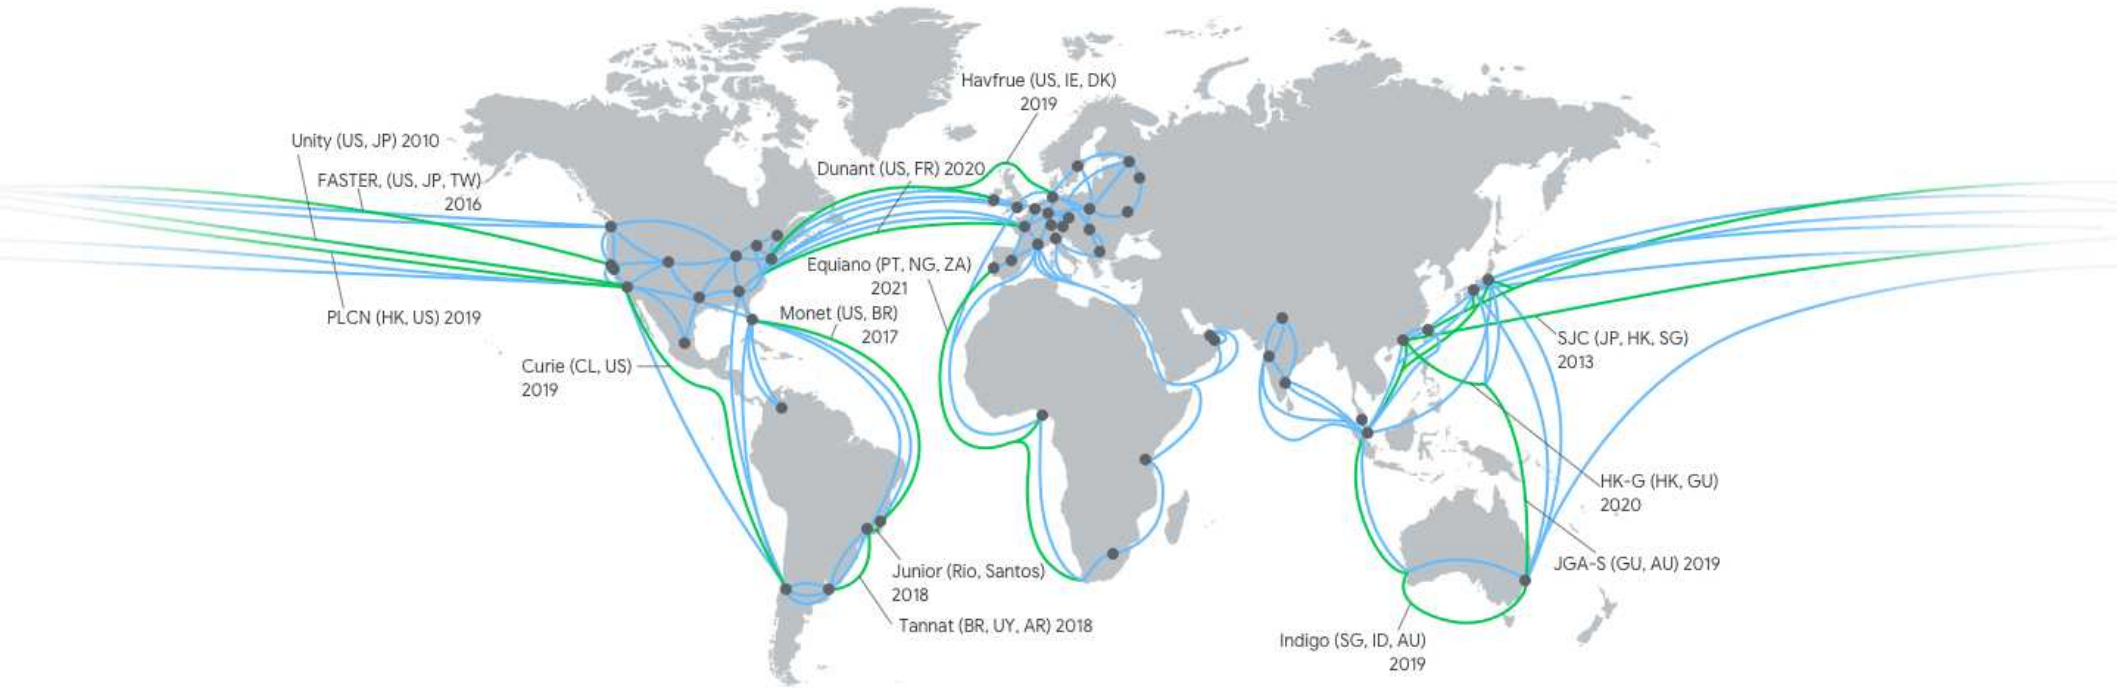 Havfrue (US, IE, DK)
2019
Unity (US, JP) 2010
Dunant (US, FR) 2020
FASTER, (US, JP, TW)
2016
Equiano (PT, NG, ZA)
2021
PLCN (HK, US) 2019
Monet (US, BR)
2017
Curie (CL, US)
2019
SJC (JP, HK, SG)
2013
HK-G (HK, GU)
2020
JGA-S (GU, AU) 2019
Junior (Rio, Santos)
2018
Tannat (BR, UY, AR) 2018
Indigo (SG, ID, AU)
2019